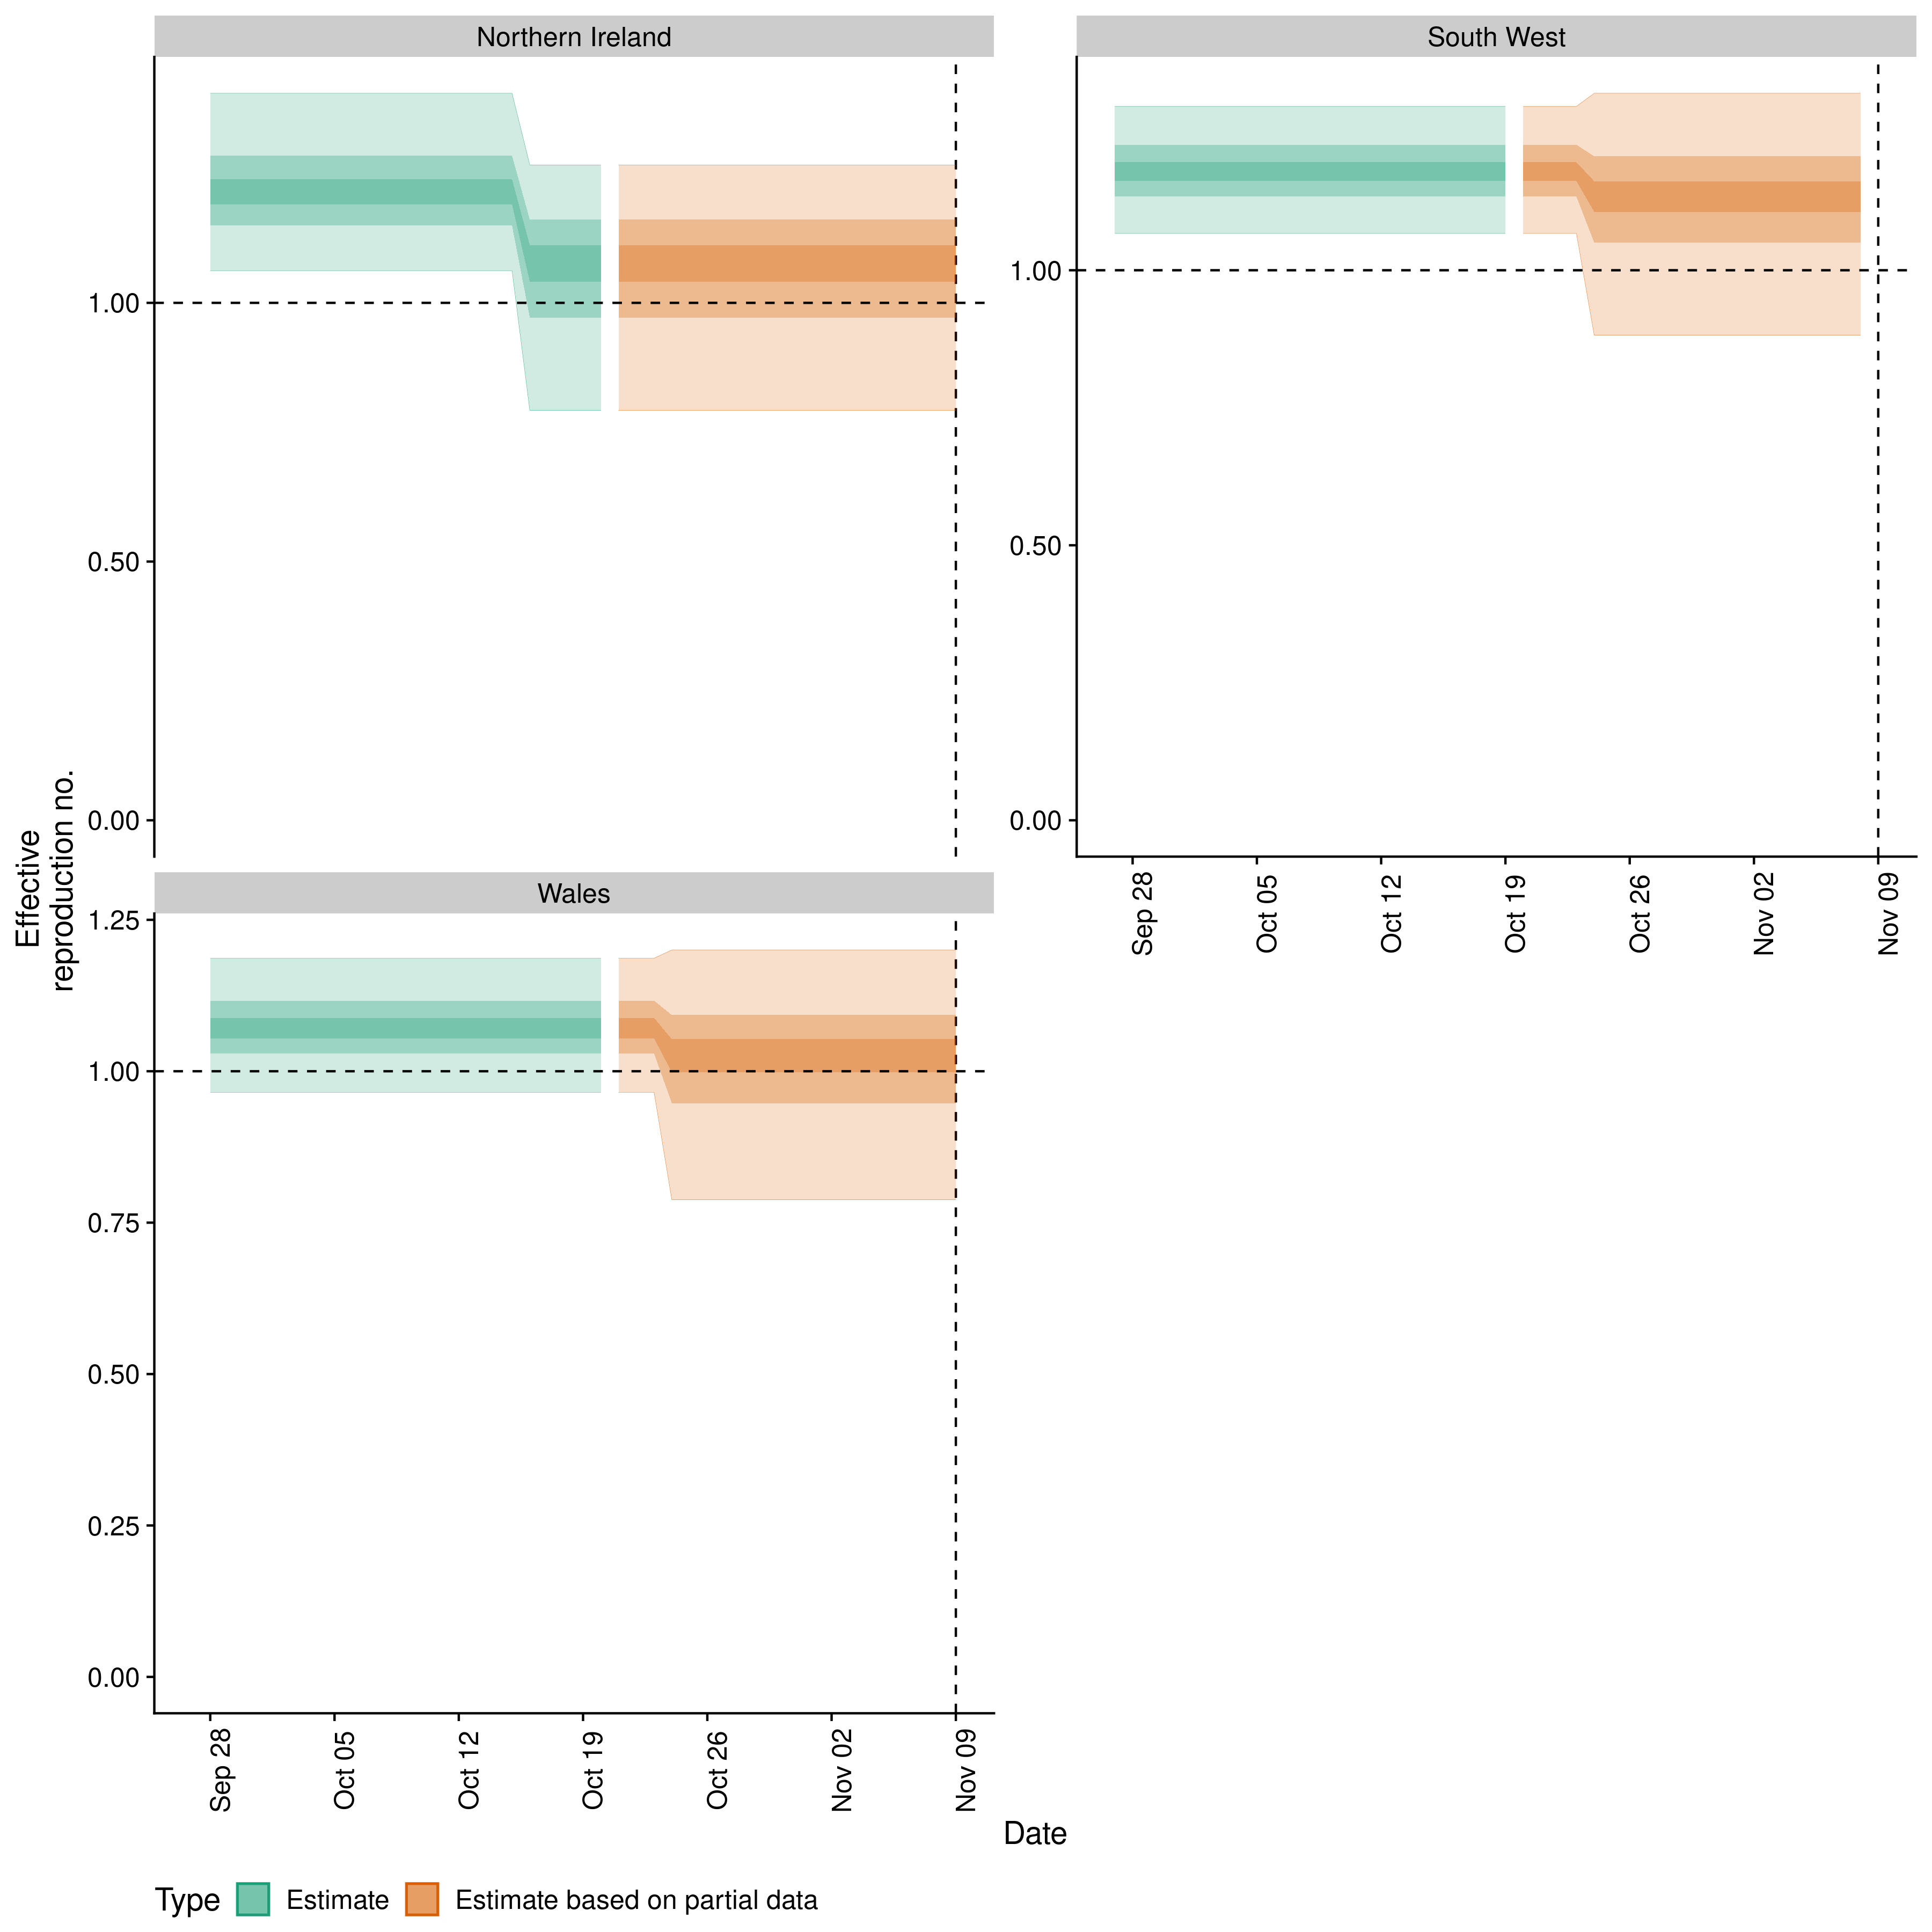 Northern Ireland
South West
1.00
0.50
0.00
1.00
0.50
0.00
Sep 28
Oct 05
Oct 12
Oct 19
Oct 26
Nov 02
Nov 09
Effective
reproduction no.
Wales
1.25
1.00
0.75
0.50
0.25
0.00
Sep 28
Oct 05
Oct 12
Oct 19
Oct 26
Nov 02
Nov 09
Date
Type Estimate Estimate based on partial data